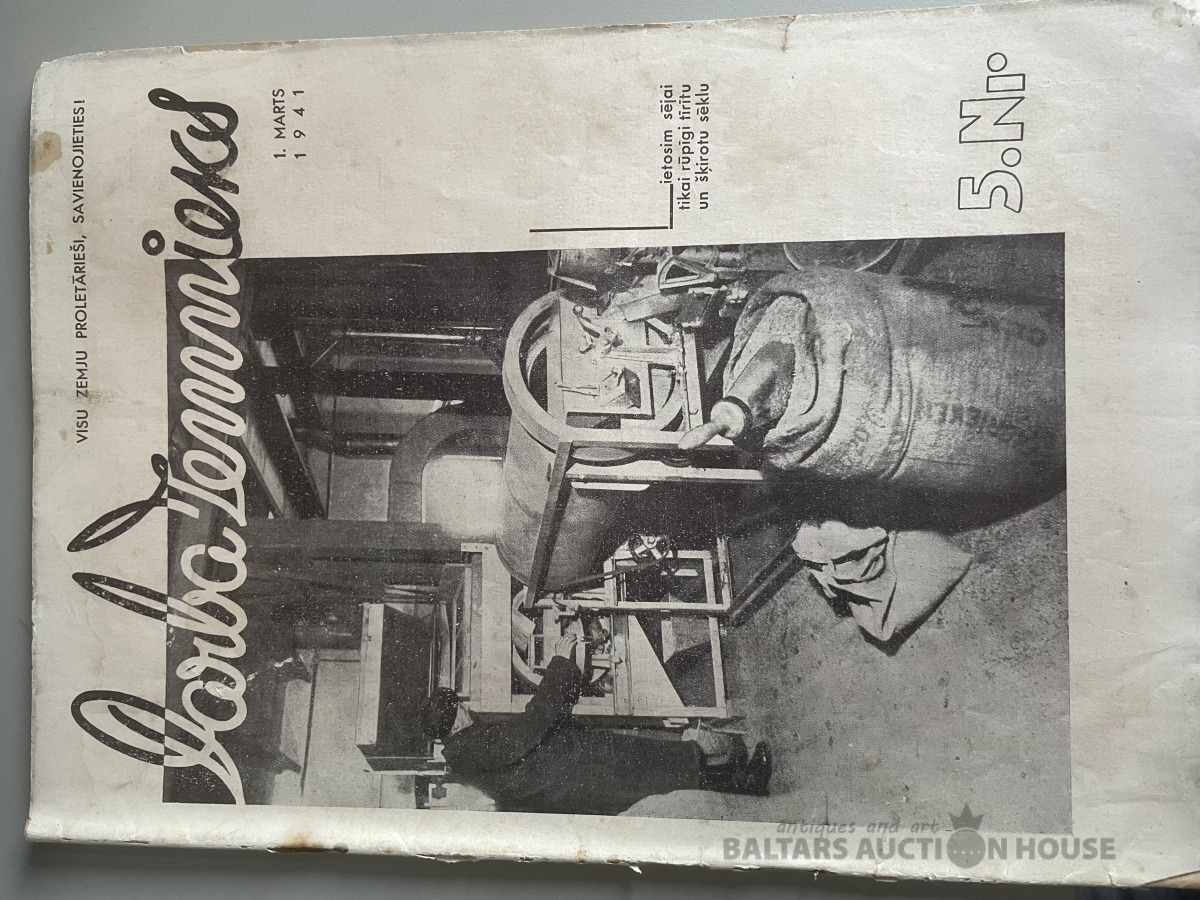 VISU ZEMJU PROLETĀRIEŠI, SAVIENOJIETIES!
Darba Zemnieks
1. MARTS
1941
Lietosim sējai
tikai rūpīgi tīrītu
un šķirotu sēklu
5. Nr
antiques and art
BALTARS AUCTION HOUSE